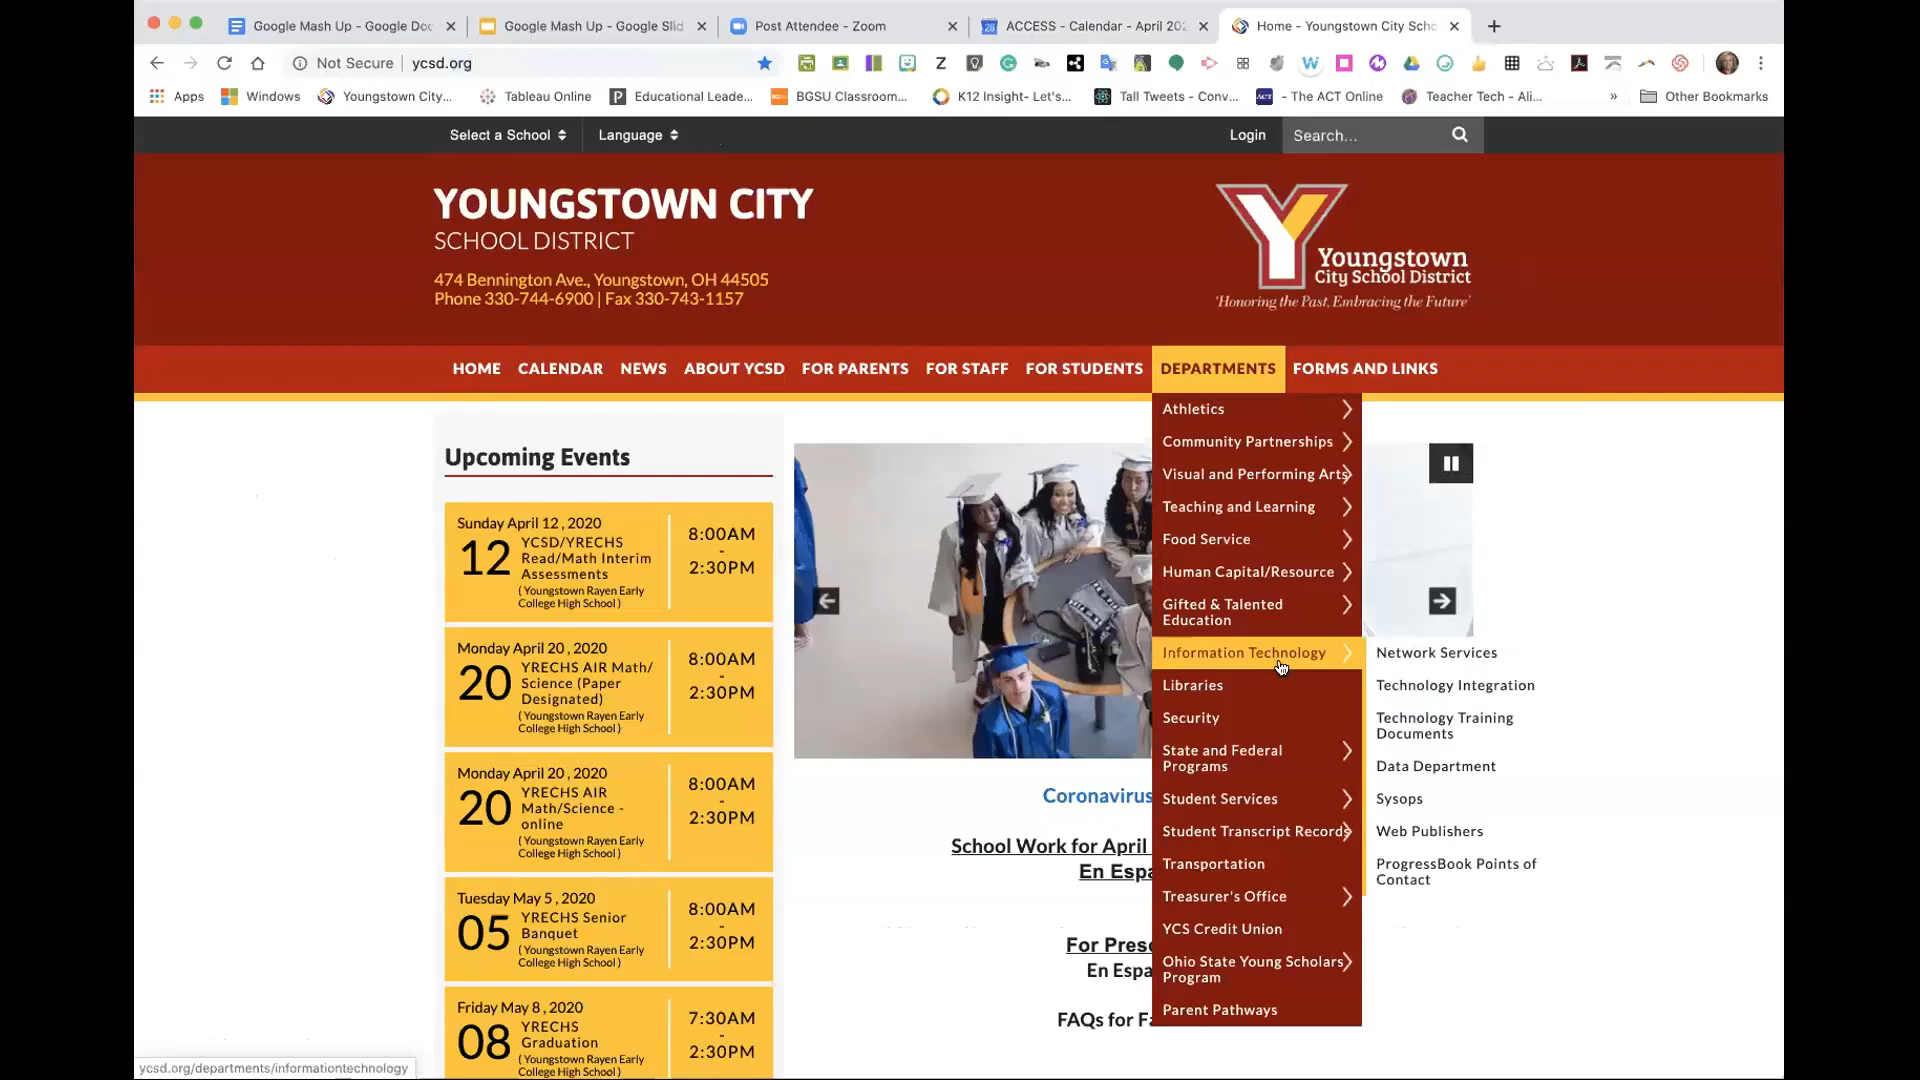 Google Mash Up - Google Doc
Google Mash Up - Google Slid
Post Attendee - Zoom
ACCESS - Calendar - April 202
Home - Youngstown City Scho
Not Secure
ycsd.org
Apps
Windows
Youngstown City...
Tableau Online
Educational Leade...
BGSU Classroom...
K12 Insight- Let's...
Tall Tweets - Conv...
- The ACT Online
Teacher Tech - Ali...
»
Other Bookmarks
Select a School
Language
Login
Search...
YOUNGSTOWN CITY
SCHOOL DISTRICT
474 Bennington Ave., Youngstown, OH 44505
Phone 330-744-6900 | Fax 330-743-1157
Youngstown
City School District
'Honoring the Past, Embracing the Future'
HOME
CALENDAR
NEWS
ABOUT YCSD
FOR PARENTS
FOR STAFF
FOR STUDENTS
DEPARTMENTS
FORMS AND LINKS
Upcoming Events
Sunday April 12 , 2020
12
YCSD/YRECHS
Read/Math Interim
Assessments
( Youngstown Rayen Early
College High School )
8:00AM
-
2:30PM
Monday April 20 , 2020
20
YRECHS AIR Math/
Science (Paper
Designated)
( Youngstown Rayen Early
College High School )
8:00AM
-
2:30PM
Monday April 20 , 2020
20
YRECHS AIR
Math/Science -
online
( Youngstown Rayen Early
College High School )
8:00AM
-
2:30PM
Tuesday May 5 , 2020
05
YRECHS Senior
Banquet
( Youngstown Rayen Early
College High School )
8:00AM
-
2:30PM
Friday May 8 , 2020
08
YRECHS
Graduation
( Youngstown Rayen Early
College High School )
7:30AM
-
2:30PM
Coronavirus
School Work for April
En Espa
For Presc
En Espa
FAQs for Fa
Athletics
Community Partnerships
Visual and Performing Arts
Teaching and Learning
Food Service
Human Capital/Resource
Gifted & Talented
Education
Information Technology
Libraries
Security
State and Federal
Programs
Student Services
Student Transcript Records
Transportation
Treasurer's Office
YCS Credit Union
Ohio State Young Scholars
Program
Parent Pathways
Network Services
Technology Integration
Technology Training
Documents
Data Department
Sysops
Web Publishers
ProgressBook Points of
Contact
ycsd.org/departments/informationtechnology